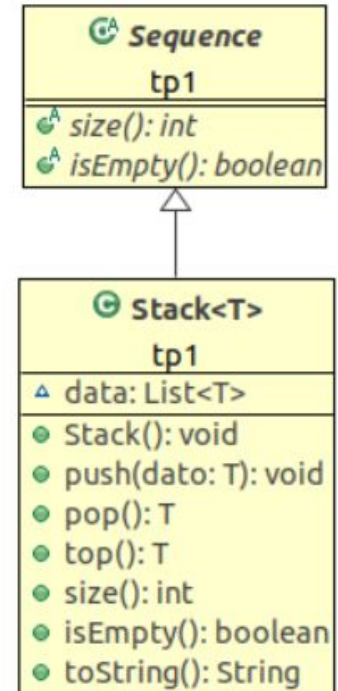 Sequence
tp1
size(): int
isEmpty(): boolean
Stack<T>
tp1
data: List<T>
Stack(): void
push(dato: T): void
pop(): T
top(): T
size(): int
isEmpty(): boolean
toString(): String